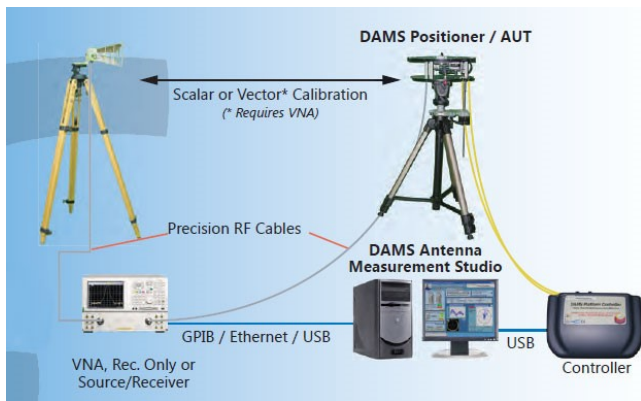 DAMS Positioner / AUT
Scalar or Vector* Calibration
(* Requires VNA)
Precision RF Cables
DAMS Antenna
Measurement Studio
GPIB / Ethernet / USB
USB
VNA, Rec. Only or
Source/Receiver
Controller